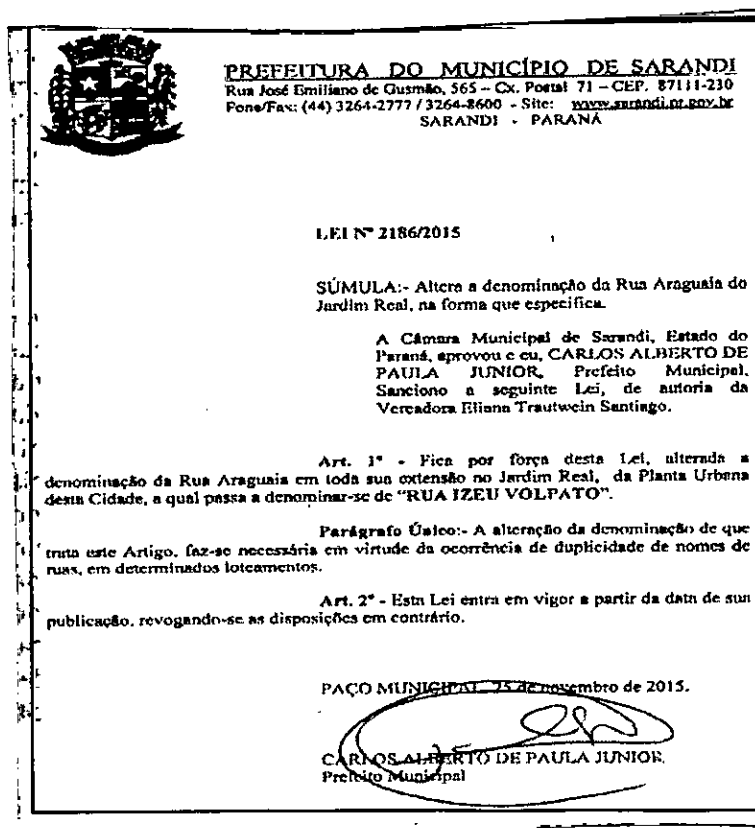 PREFEITURA DO MUNICÍPIO DE SARANDI
Rua José Emiliano de Gusmão, 565 – Cx. Postal 71 – CEP. 87111-230
Fone/Fax: (44) 3264-2777 / 3264-8600 - Site: www.sarandi.pr.gov.br
SARANDI - PARANÁ
LEI Nº 2186/2015
SÚMULA:- Altera a denominação da Rua Araguaia do
Jardim Real, na forma que especifica.
A Câmara Municipal de Sarandi, Estado do
Paraná, aprovou e eu, CARLOS ALBERTO DE
PAULA JUNIOR, Prefeito Municipal,
Sanciono a seguinte Lei, de autoria da
Vereadora Eliana Trautwein Santiago.
Art. 1º - Fica por força desta Lei, alterada a
denominação da Rua Araguaia em toda sua extensão no Jardim Real, da Planta Urbana
desta Cidade, a qual passa a denominar-se de “RUA IZEU VOLPATO”.
Parágrafo Único:- A alteração da denominação de que
trata este Artigo, faz-se necessária em virtude da ocorrência de duplicidade de nomes de
ruas, em determinados loteamentos.
Art. 2º - Esta Lei entra em vigor a partir da data de sua
publicação, revogando-se as disposições em contrário.
PAÇO MUNICIPAL, 25 de novembro de 2015.
CARLOS ALBERTO DE PAULA JUNIOR
Prefeito Municipal